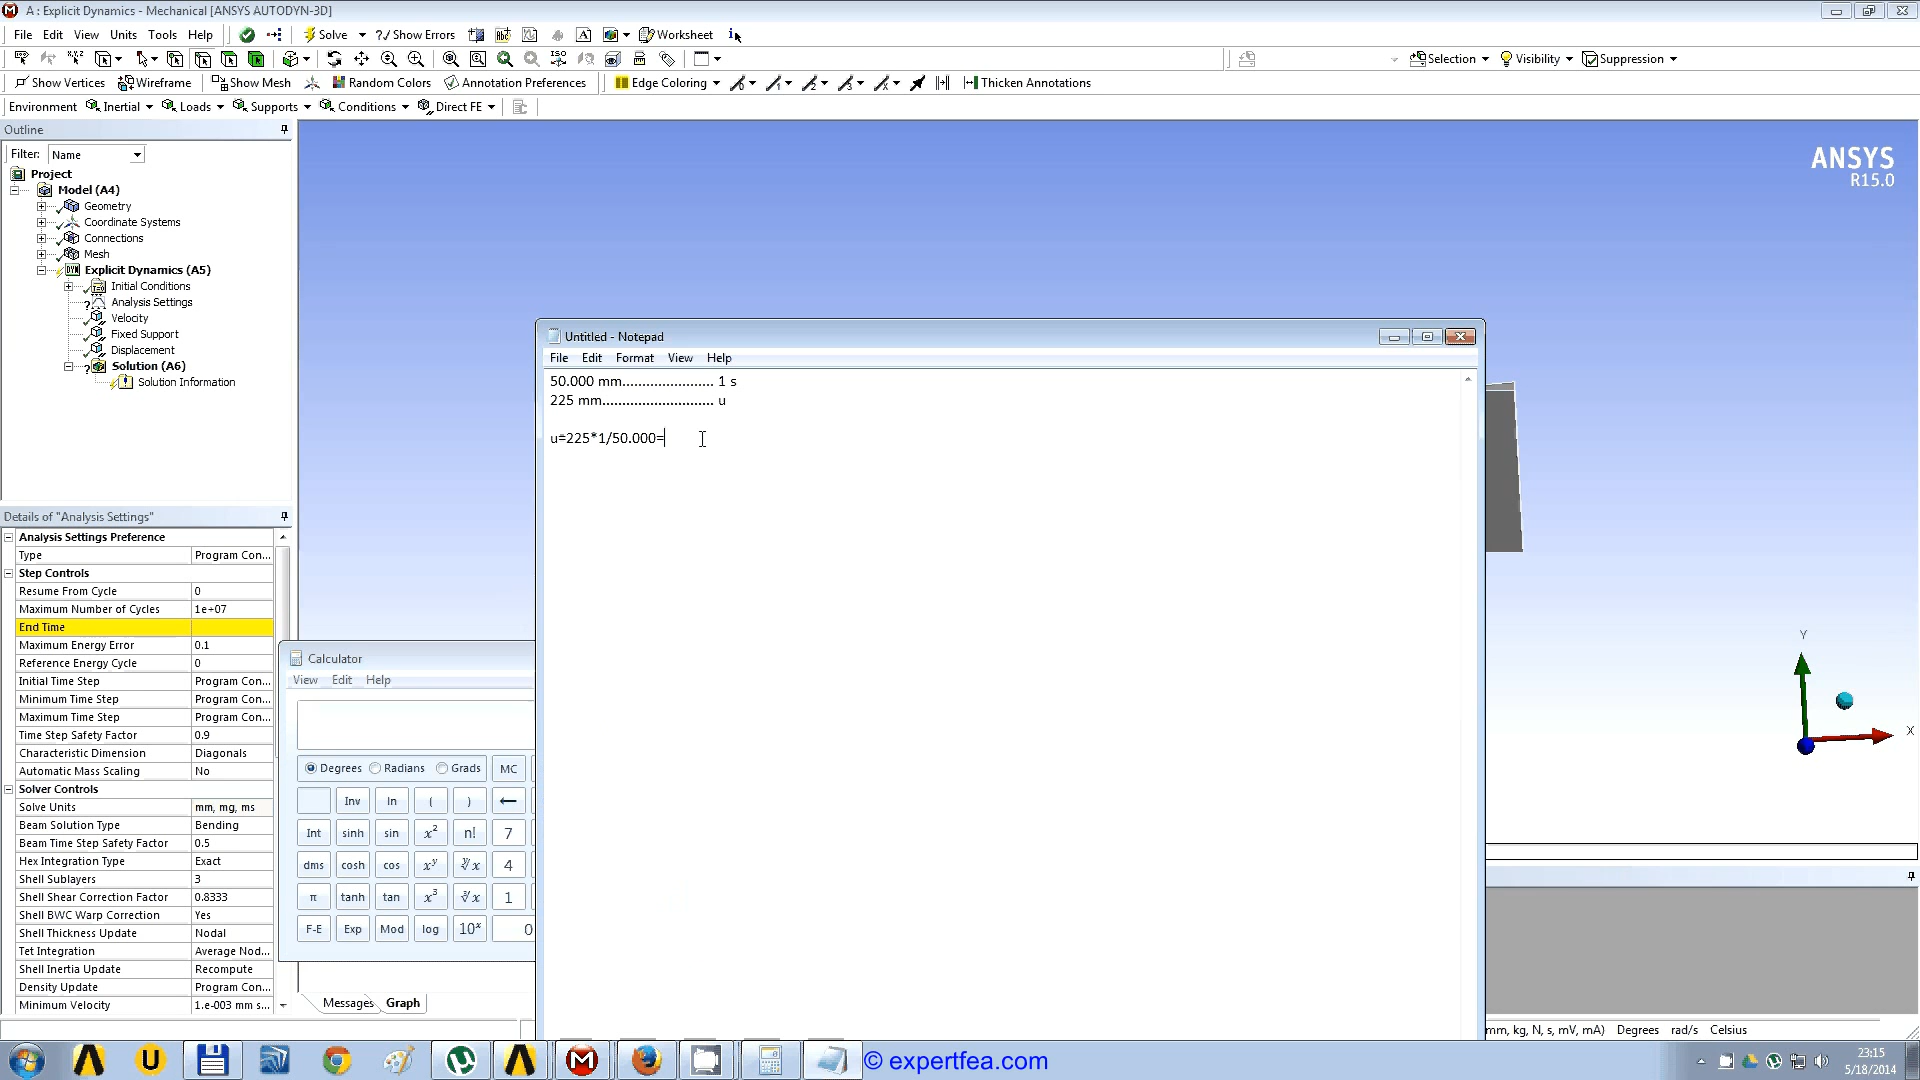 A : Explicit Dynamics - Mechanical [ANSYS AUTODYN-3D]
File Edit View Units Tools Help Solve ?/ Show Errors Worksheet
Selection Visibility Suppression
Show Vertices Wireframe Show Mesh Random Colors Annotation Preferences Edge Coloring Thicken Annotations
Environment Inertial Loads Supports Conditions Direct FE
Outline
Filter: Name
Project
Model (A4)
Geometry
Coordinate Systems
Connections
Mesh
Explicit Dynamics (A5)
Initial Conditions
Analysis Settings
Velocity
Fixed Support
Displacement
Solution (A6)
Solution Information
ANSYS
R15.0
Untitled - Notepad
File Edit Format View Help
50.000 mm....................... 1 s
225 mm............................ u
u=225*1/50.000=
Details of "Analysis Settings"
Analysis Settings Preference
Type Program Con...
Step Controls
Resume From Cycle 0
Maximum Number of Cycles 1e+07
End Time
Maximum Energy Error 0.1
Reference Energy Cycle 0
Initial Time Step Program Con...
Minimum Time Step Program Con...
Maximum Time Step Program Con...
Time Step Safety Factor 0.9
Characteristic Dimension Diagonals
Automatic Mass Scaling No
Solver Controls
Solve Units mm, mg, ms
Beam Solution Type Bending
Beam Time Step Safety Factor 0.5
Hex Integration Type Exact
Shell Sublayers 3
Shell Shear Correction Factor 0.8333
Shell BWC Warp Correction Yes
Shell Thickness Update Nodal
Tet Integration Average Nod...
Shell Inertia Update Recompute
Density Update Program Con...
Minimum Velocity 1.e-003 mm s...
Calculator
View Edit Help
Degrees Radians Grads MC
Inv ln ( ) ←
Int sinh sin x² n! 7
dms cosh cos xʸ ʸ√x 4
π tanh tan x³ ³√x 1
F-E Exp Mod log 10ˣ 0
Y
X
Messages Graph
mm, kg, N, s, mV, mA) Degrees rad/s Celsius
© expertfea.com
23:15
5/18/2014